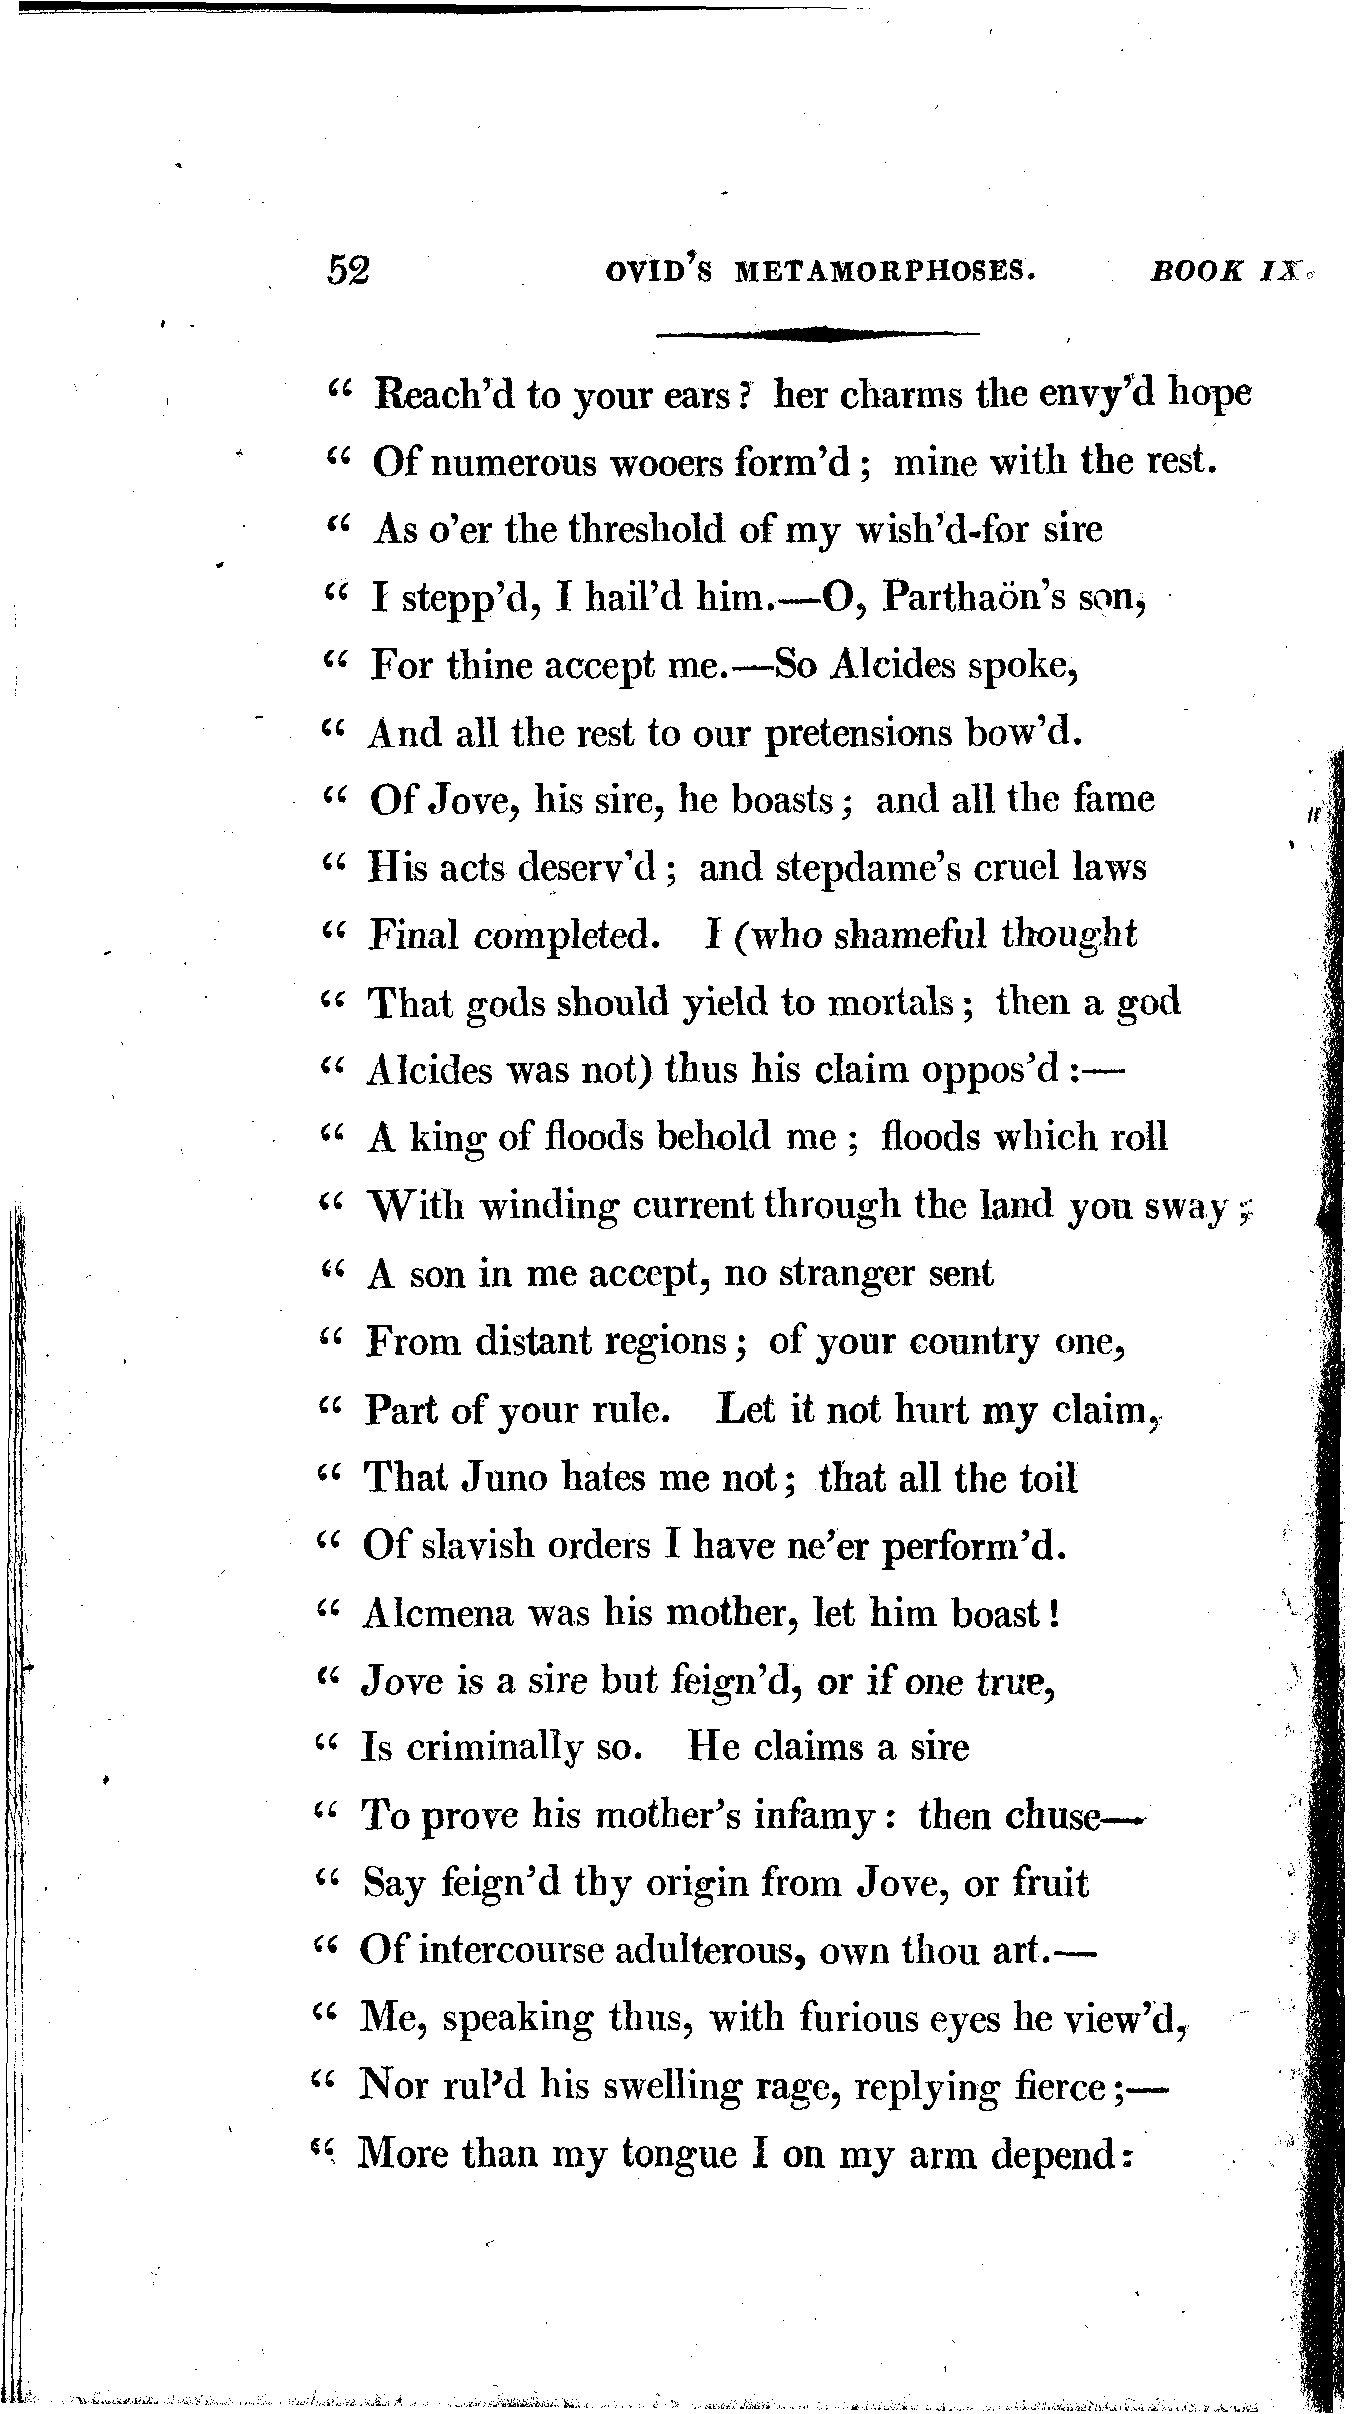 52 OVID'S METAMORPHOSES. BOOK IX.
“ Reach'd to your ears? her charms the envy'd hope
“ Of numerous wooers form'd; mine with the rest.
“ As o'er the threshold of my wish'd-for sire
“ I stepp'd, I hail'd him.—O, Parthaön's son,
“ For thine accept me.—So Alcides spoke,
“ And all the rest to our pretensions bow'd.
“ Of Jove, his sire, he boasts; and all the fame
“ His acts deserv'd; and stepdame's cruel laws
“ Final completed. I (who shameful thought
“ That gods should yield to mortals; then a god
“ Alcides was not) thus his claim oppos'd:—
“ A king of floods behold me; floods which roll
“ With winding current through the land you sway;
“ A son in me accept, no stranger sent
“ From distant regions; of your country one,
“ Part of your rule. Let it not hurt my claim,
“ That Juno hates me not; that all the toil
“ Of slavish orders I have ne'er perform'd.
“ Alcmena was his mother, let him boast!
“ Jove is a sire but feign'd, or if one true,
“ Is criminally so. He claims a sire
“ To prove his mother's infamy: then chuse—
“ Say feign'd thy origin from Jove, or fruit
“ Of intercourse adulterous, own thou art.—
“ Me, speaking thus, with furious eyes he view'd,
“ Nor rul'd his swelling rage, replying fierce;—
“ More than my tongue I on my arm depend: